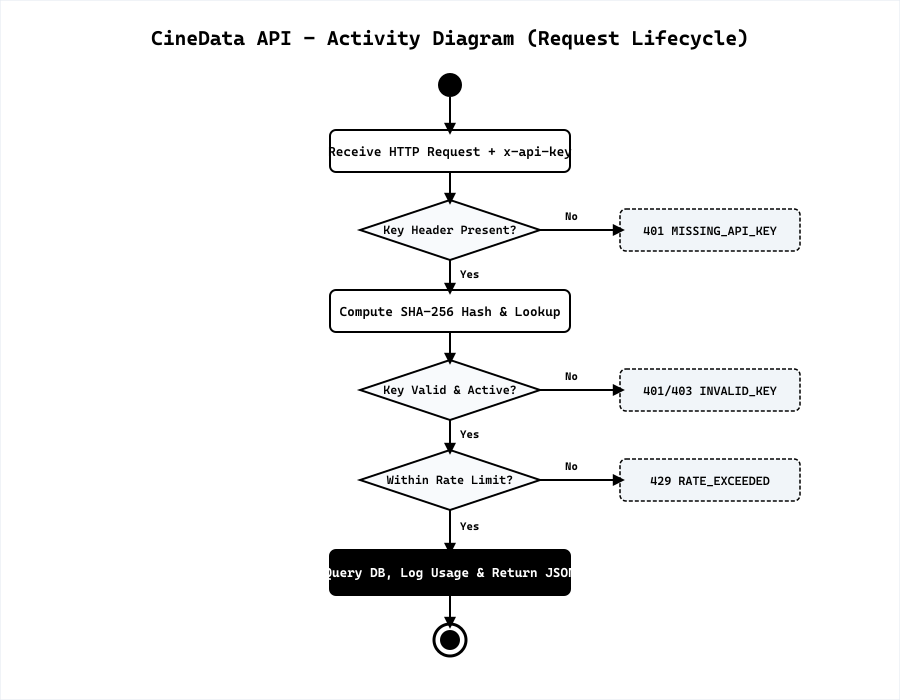 CineData API - Activity Diagram (Request Lifecycle)
Receive HTTP Request + x-api-key
Key Header Present?
No
401 MISSING_API_KEY
Yes
Compute SHA-256 Hash & Lookup
Key Valid & Active?
No
401/403 INVALID_KEY
Yes
Within Rate Limit?
No
429 RATE_EXCEEDED
Yes
Query DB, Log Usage & Return JSON